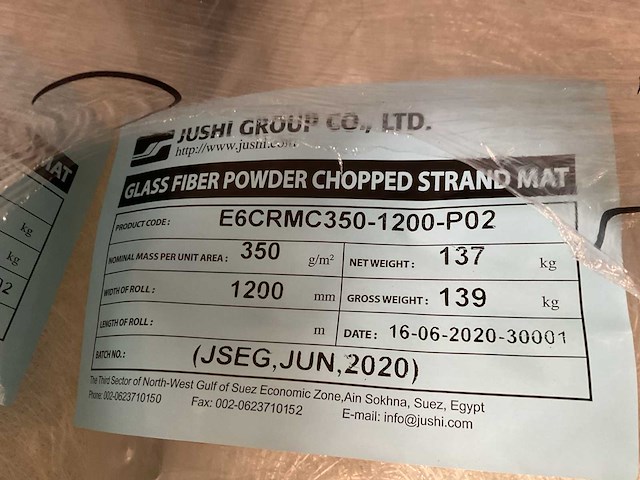 JUSHI GROUP CO., LTD.
http://www.jushi.com
GLASS FIBER POWDER CHOPPED STRAND MAT
PRODUCT CODE: E6CRMC350-1200-P02
NOMINAL MASS PER UNIT AREA: 350 g/m² NET WEIGHT: 137 kg
WIDTH OF ROLL: 1200 mm GROSS WEIGHT: 139 kg
LENGTH OF ROLL: m DATE: 16-06-2020-30001
BATCH NO.: (JSEG,JUN,2020)
The Third Sector of North-West Gulf of Suez Economic Zone,Ain Sokhna, Suez, Egypt
Phone: 002-0623710150 Fax: 002-0623710152 E-mail: info@jushi.com
MAT
kg
kg